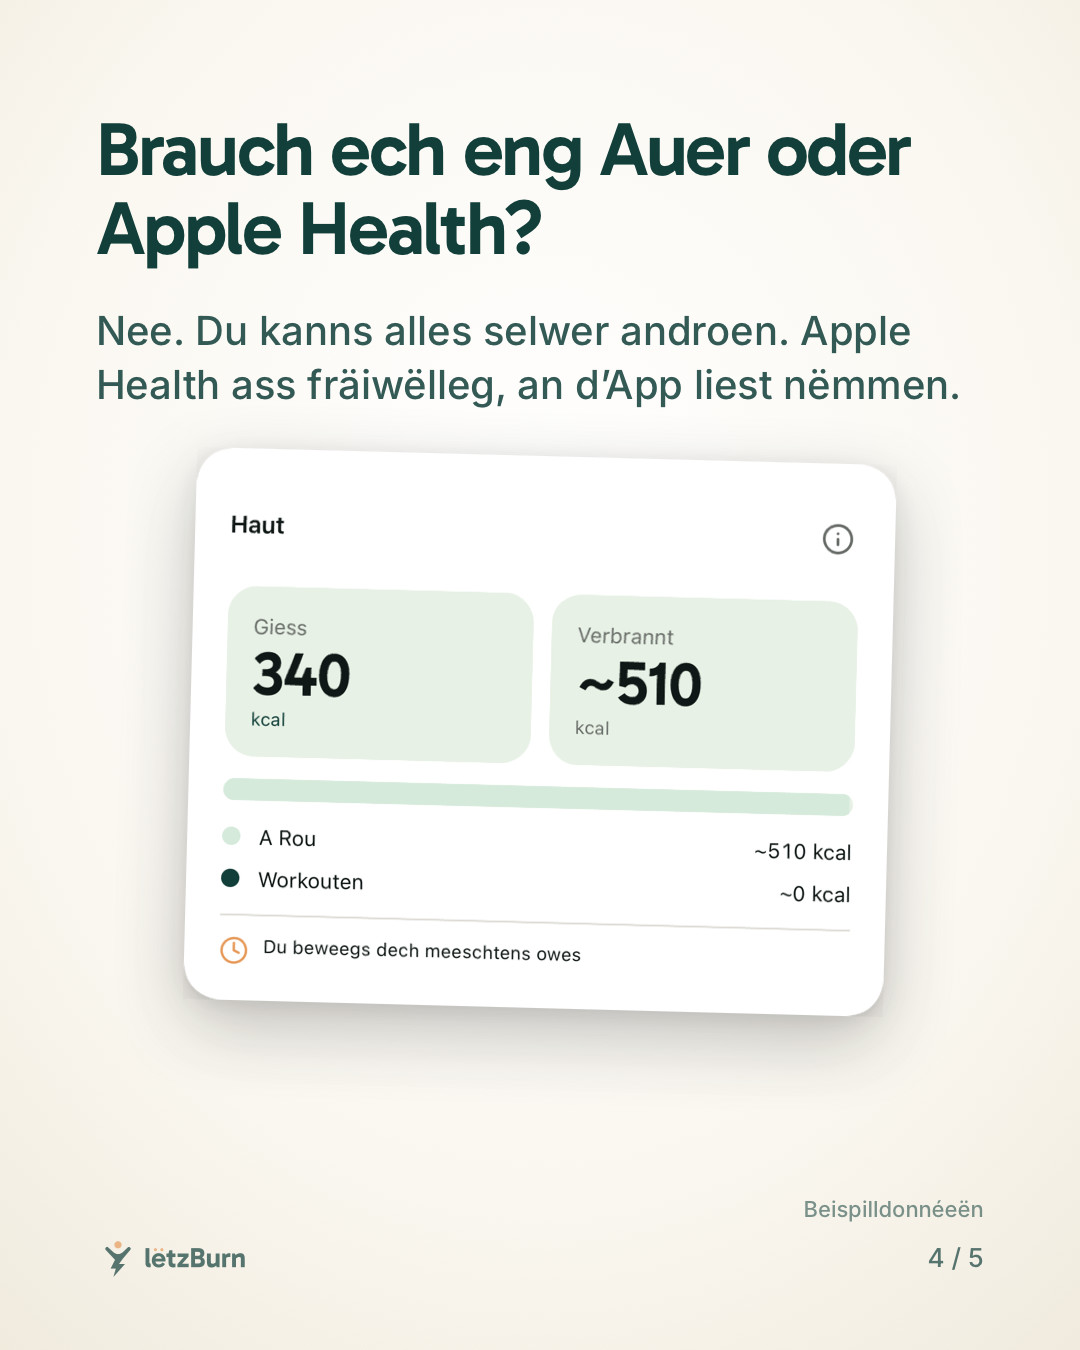 Brauch ech eng Auer oder
Apple Health?
Nee. Du kanns alles selwer androen. Apple
Health ass fräiwëlleg, an d’App liest nëmmen.
Haut
Giess
340
kcal
Verbrannt
~510
kcal
A Rou
~510 kcal
Workouten
~0 kcal
Du beweegs dech meeschtens owes
Beispilldonnéeën
lëtzBurn
4 / 5